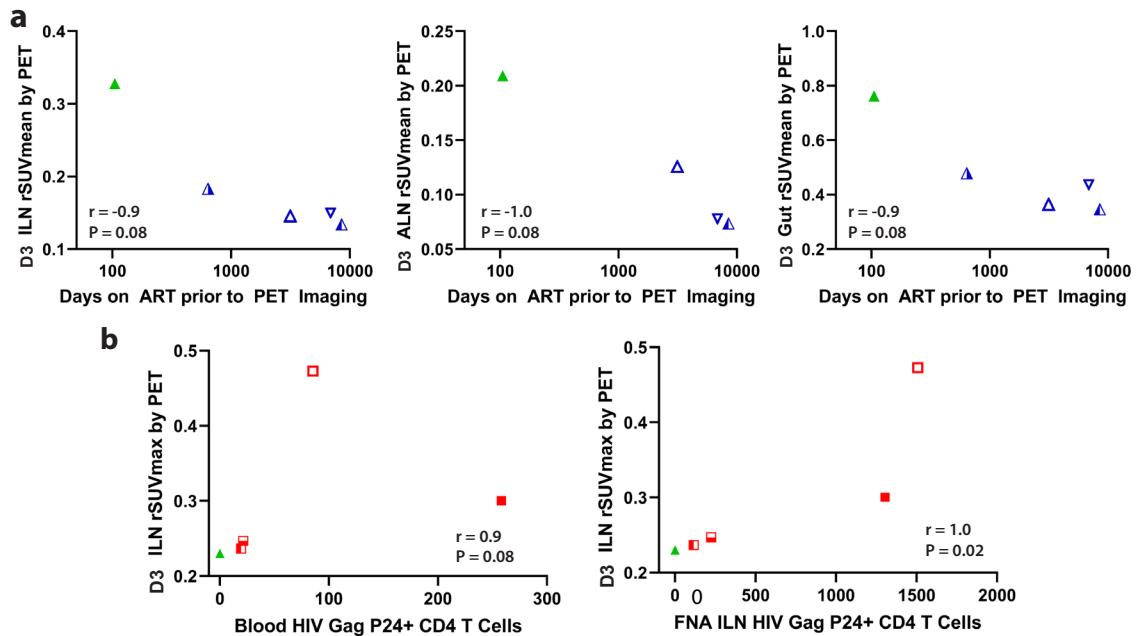 a
D3 ILN rSUVmean by PET
0.4
0.3
0.2
0.1
r = -0.9
P = 0.08
100 1000 10000
Days on ART prior to PET Imaging
D3 ALN rSUVmean by PET
0.25
0.20
0.15
0.10
0.05
r = -1.0
P = 0.08
100 1000 10000
Days on ART prior to PET Imaging
D3 Gut rSUVmean by PET
1.0
0.8
0.6
0.4
0.2
r = -0.9
P = 0.08
100 1000 10000
Days on ART prior to PET Imaging
b
D3 ILN rSUVmax by PET
0.5
0.4
0.3
0.2
r = 0.9
P = 0.08
0 100 200 300
Blood HIV Gag P24+ CD4 T Cells
D3 ILN rSUVmax by PET
0.5
0.4
0.3
0.2
r = 1.0
P = 0.02
0 0 500 1000 1500 2000
FNA ILN HIV Gag P24+ CD4 T Cells